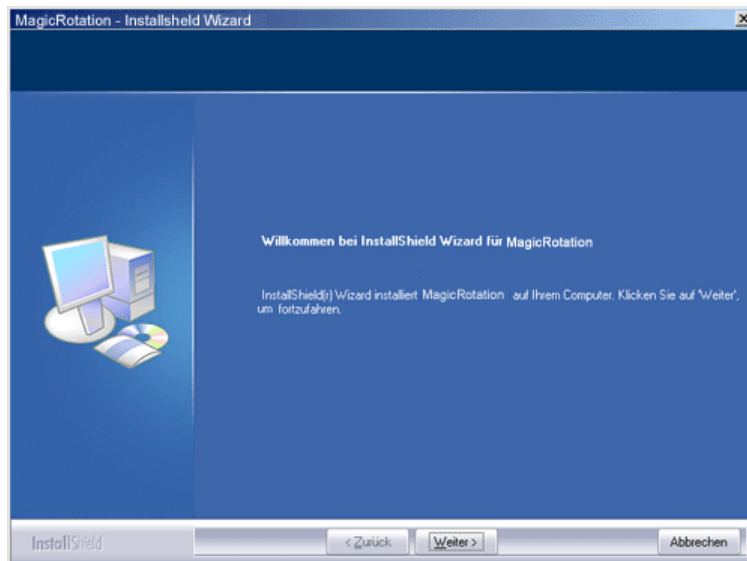 MagicRotation - Installsheld Wizard
Willkommen bei InstallShield Wizard für MagicRotation
InstallShield(r) Wizard installiert MagicRotation auf Ihrem Computer. Klicken Sie auf 'Weiter',
um fortzufahren.
InstallShield
< Zurück
Weiter >
Abbrechen